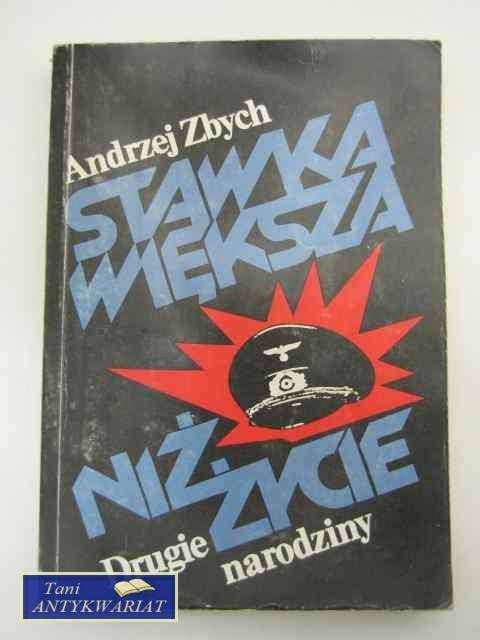 Andrzej Zbych
STAWKA
WIĘKSZA
NIŻ
ŻYCIE
Drugie
narodziny
Tani
ANTYKWARIAT